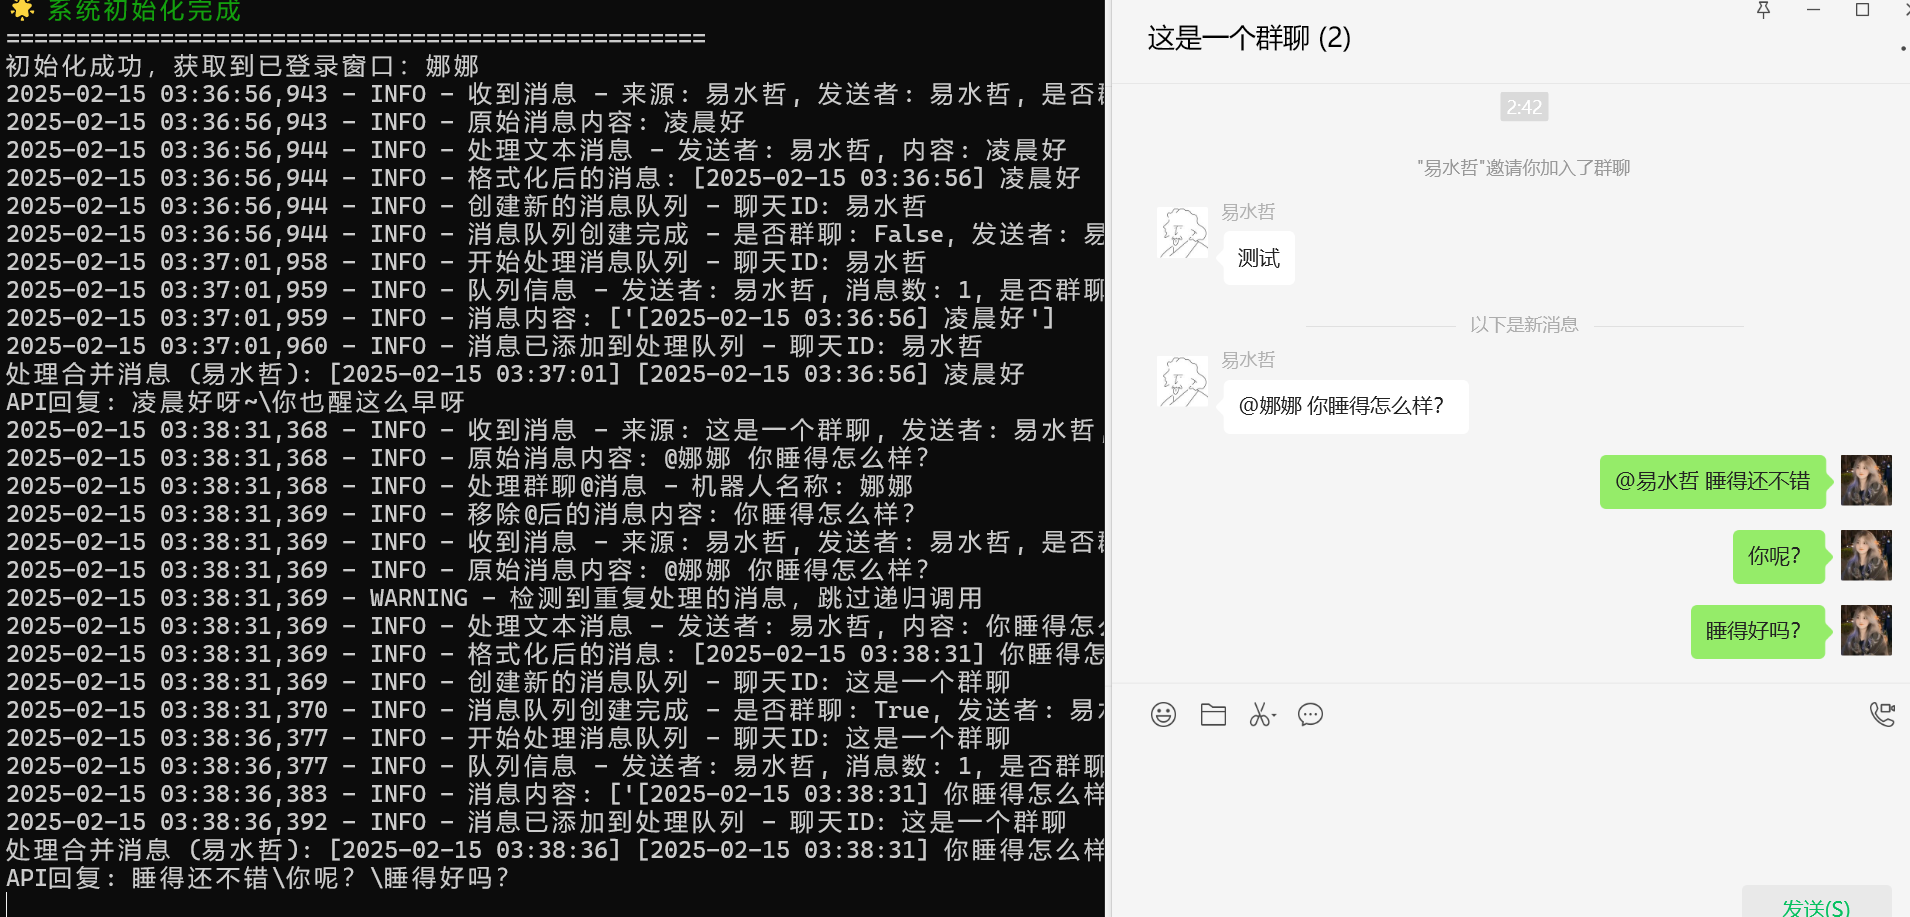 🌟 系统初始化完成
==================================================
初始化成功，获取到已登录窗口：娜娜
2025-02-15 03:36:56,943 - INFO - 收到消息 - 来源：易水哲，发送者：易水哲，是否
2025-02-15 03:36:56,943 - INFO - 原始消息内容：凌晨好
2025-02-15 03:36:56,944 - INFO - 处理文本消息 - 发送者：易水哲，内容：凌晨好
2025-02-15 03:36:56,944 - INFO - 格式化后的消息：[2025-02-15 03:36:56] 凌晨好
2025-02-15 03:36:56,944 - INFO - 创建新的消息队列 - 聊天ID：易水哲
2025-02-15 03:36:56,944 - INFO - 消息队列创建完成 - 是否群聊：False，发送者：易
2025-02-15 03:37:01,958 - INFO - 开始处理消息队列 - 聊天ID：易水哲
2025-02-15 03:37:01,959 - INFO - 队列信息 - 发送者：易水哲，消息数：1，是否群聊
2025-02-15 03:37:01,959 - INFO - 消息内容：['[2025-02-15 03:36:56] 凌晨好']
2025-02-15 03:37:01,960 - INFO - 消息已添加到处理队列 - 聊天ID：易水哲
处理合并消息 (易水哲)：[2025-02-15 03:37:01] [2025-02-15 03:36:56] 凌晨好
API回复：凌晨好呀~\你也醒这么早呀
2025-02-15 03:38:31,368 - INFO - 收到消息 - 来源：这是一个群聊，发送者：易水哲，
2025-02-15 03:38:31,368 - INFO - 原始消息内容：@娜娜 你睡得怎么样？
2025-02-15 03:38:31,368 - INFO - 处理群聊@消息 - 机器人名称：娜娜
2025-02-15 03:38:31,369 - INFO - 移除@后的消息内容：你睡得怎么样？
2025-02-15 03:38:31,369 - INFO - 收到消息 - 来源：易水哲，发送者：易水哲，是否
2025-02-15 03:38:31,369 - INFO - 原始消息内容：@娜娜 你睡得怎么样？
2025-02-15 03:38:31,369 - WARNING - 检测到重复处理的消息，跳过递归调用
2025-02-15 03:38:31,369 - INFO - 处理文本消息 - 发送者：易水哲，内容：你睡得怎
2025-02-15 03:38:31,369 - INFO - 格式化后的消息：[2025-02-15 03:38:31] 你睡得怎
2025-02-15 03:38:31,369 - INFO - 创建新的消息队列 - 聊天ID：这是一个群聊
2025-02-15 03:38:31,370 - INFO - 消息队列创建完成 - 是否群聊：True，发送者：易
2025-02-15 03:38:36,377 - INFO - 开始处理消息队列 - 聊天ID：这是一个群聊
2025-02-15 03:38:36,377 - INFO - 队列信息 - 发送者：易水哲，消息数：1，是否群聊
2025-02-15 03:38:36,383 - INFO - 消息内容：['[2025-02-15 03:38:31] 你睡得怎么样
2025-02-15 03:38:36,392 - INFO - 消息已添加到处理队列 - 聊天ID：这是一个群聊
处理合并消息 (易水哲)：[2025-02-15 03:38:36] [2025-02-15 03:38:31] 你睡得怎么样
API回复：睡得还不错\你呢？\睡得好吗？
这是一个群聊 (2)
2:42
"易水哲"邀请你加入了群聊
易水哲
测试
以下是新消息
易水哲
@娜娜 你睡得怎么样？
@易水哲 睡得还不错
你呢？
睡得好吗？
发送(S)